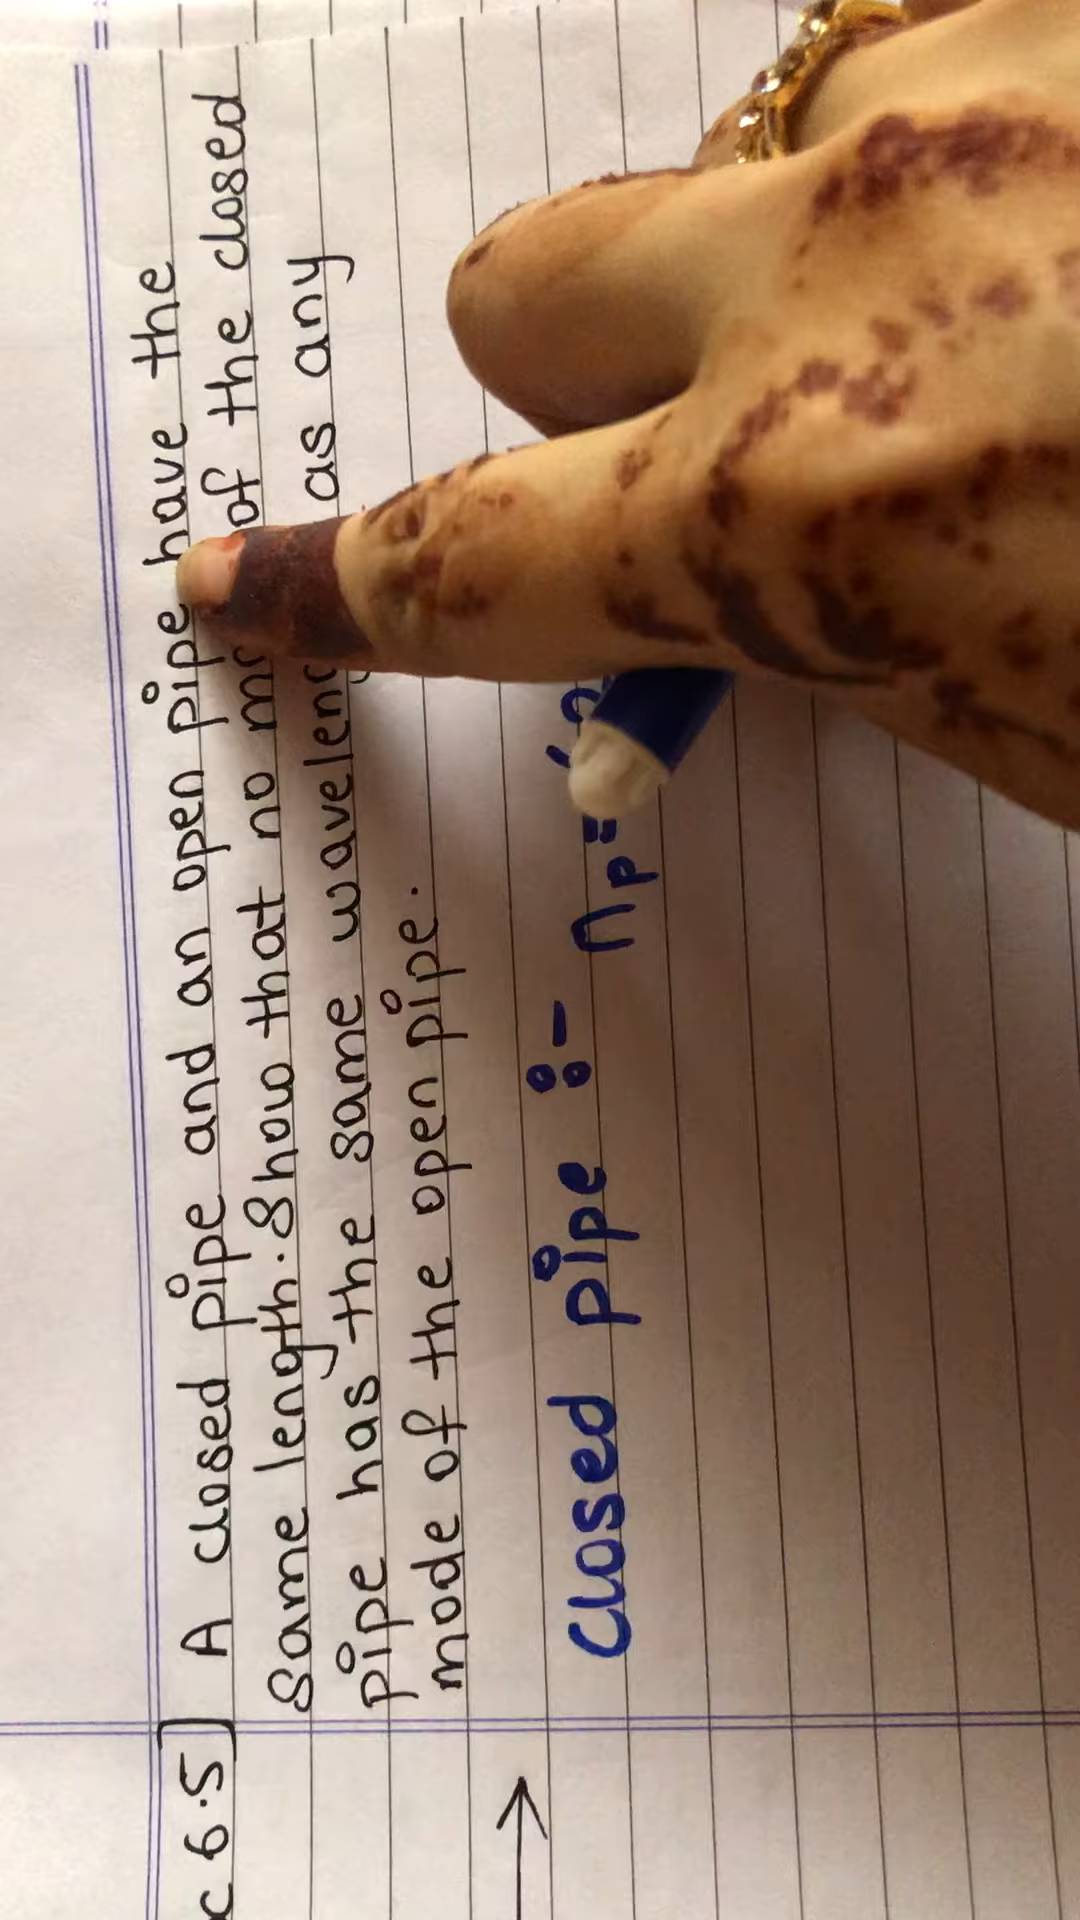 c 6.5] A closed pipe and an open pipe have the
same length. Show that no of the closed
pipe has the same as any
mode of the open pipe.
→ Closed pipe :- np=